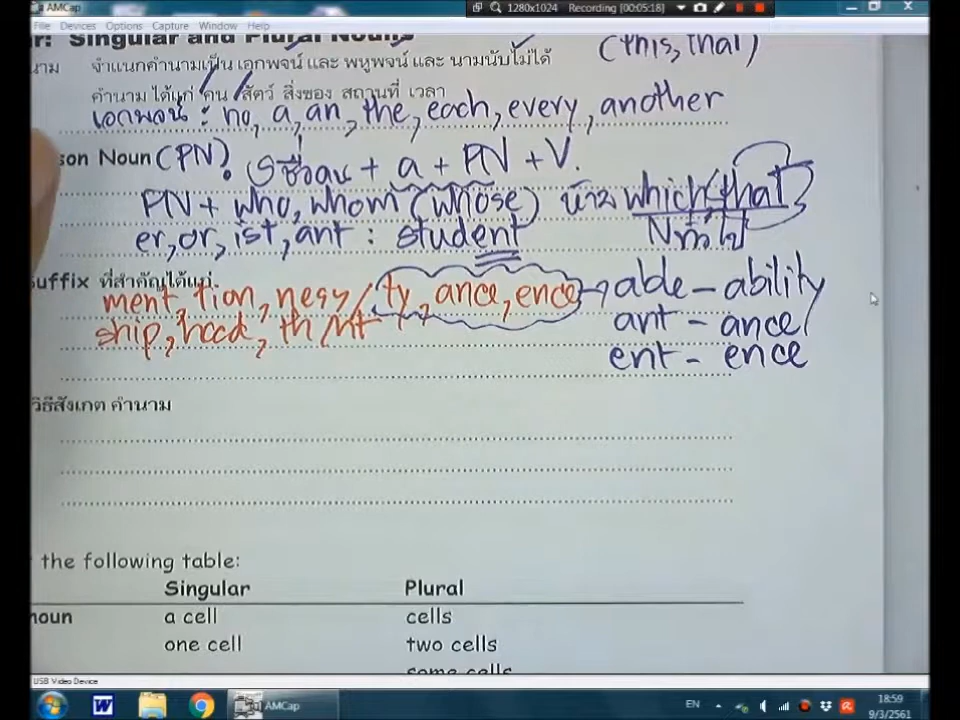 AMCap
1280x1024 Recording [00:05:18]
File Devices Options Capture Window Help
ar: Singular and Plural Nouns
(this, that)
นาม จำแนกคำนามเป็น เอกพจน์ และ พหูพจน์ และ นามนับไม่ได้
คำนาม ได้แก่ คน สัตว์ สิ่งของ สถานที่ เวลา
เอกพจน์ : no, a, an, the, each, every, another
son Noun (PN) + a + PN + V.
PN + who, whom (whose) ห้าม which, that
er, or, ist, ant : student
uffix ที่สำคัญได้แก่
ment, tion, ness / ty, ance, ence able - ability
ship, hood, th / nt ant - ance
ent - ence
วิธีสังเกต คำนาม
the following table:
Singular Plural
noun a cell cells
one cell two cells
some cells
USB Video Device
AMCap EN 18:59
9/3/2561